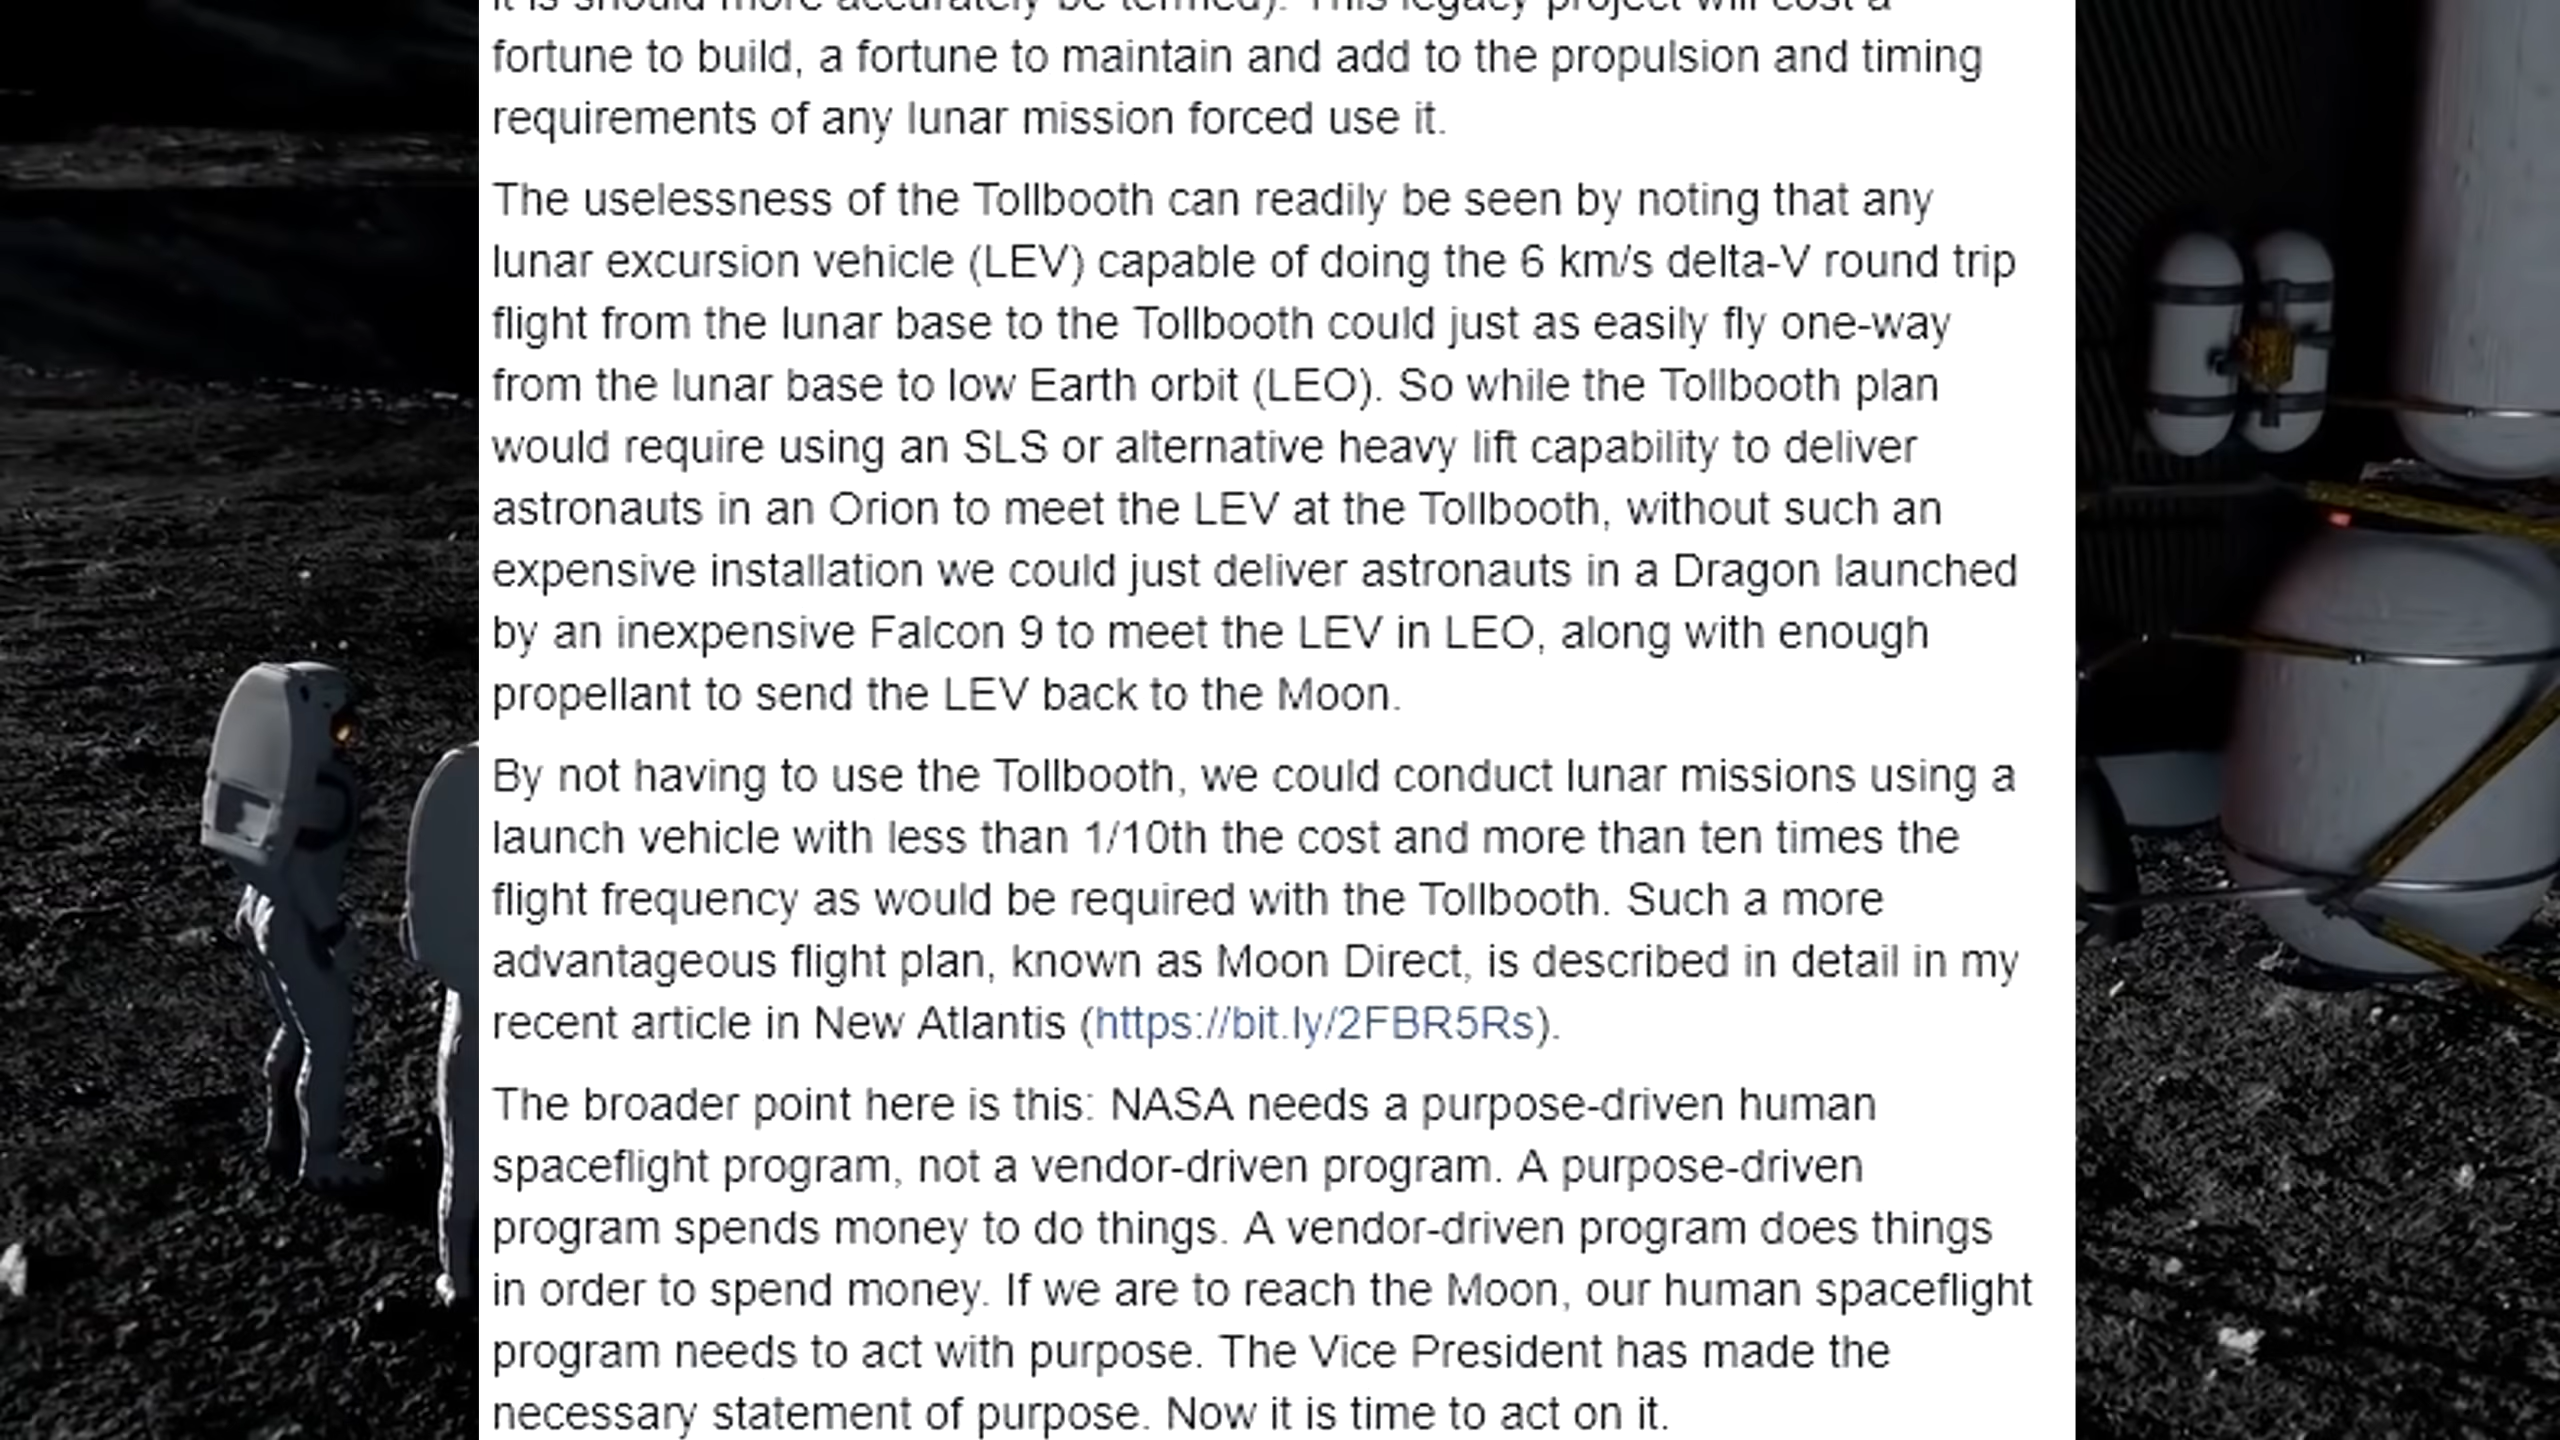 it is should more accurately be termed). This legacy project will cost a
fortune to build, a fortune to maintain and add to the propulsion and timing
requirements of any lunar mission forced use it.
The uselessness of the Tollbooth can readily be seen by noting that any
lunar excursion vehicle (LEV) capable of doing the 6 km/s delta-V round trip
flight from the lunar base to the Tollbooth could just as easily fly one-way
from the lunar base to low Earth orbit (LEO). So while the Tollbooth plan
would require using an SLS or alternative heavy lift capability to deliver
astronauts in an Orion to meet the LEV at the Tollbooth, without such an
expensive installation we could just deliver astronauts in a Dragon launched
by an inexpensive Falcon 9 to meet the LEV in LEO, along with enough
propellant to send the LEV back to the Moon.
By not having to use the Tollbooth, we could conduct lunar missions using a
launch vehicle with less than 1/10th the cost and more than ten times the
flight frequency as would be required with the Tollbooth. Such a more
advantageous flight plan, known as Moon Direct, is described in detail in my
recent article in New Atlantis (https://bit.ly/2FBR5Rs).
The broader point here is this: NASA needs a purpose-driven human
spaceflight program, not a vendor-driven program. A purpose-driven
program spends money to do things. A vendor-driven program does things
in order to spend money. If we are to reach the Moon, our human spaceflight
program needs to act with purpose. The Vice President has made the
necessary statement of purpose. Now it is time to act on it.